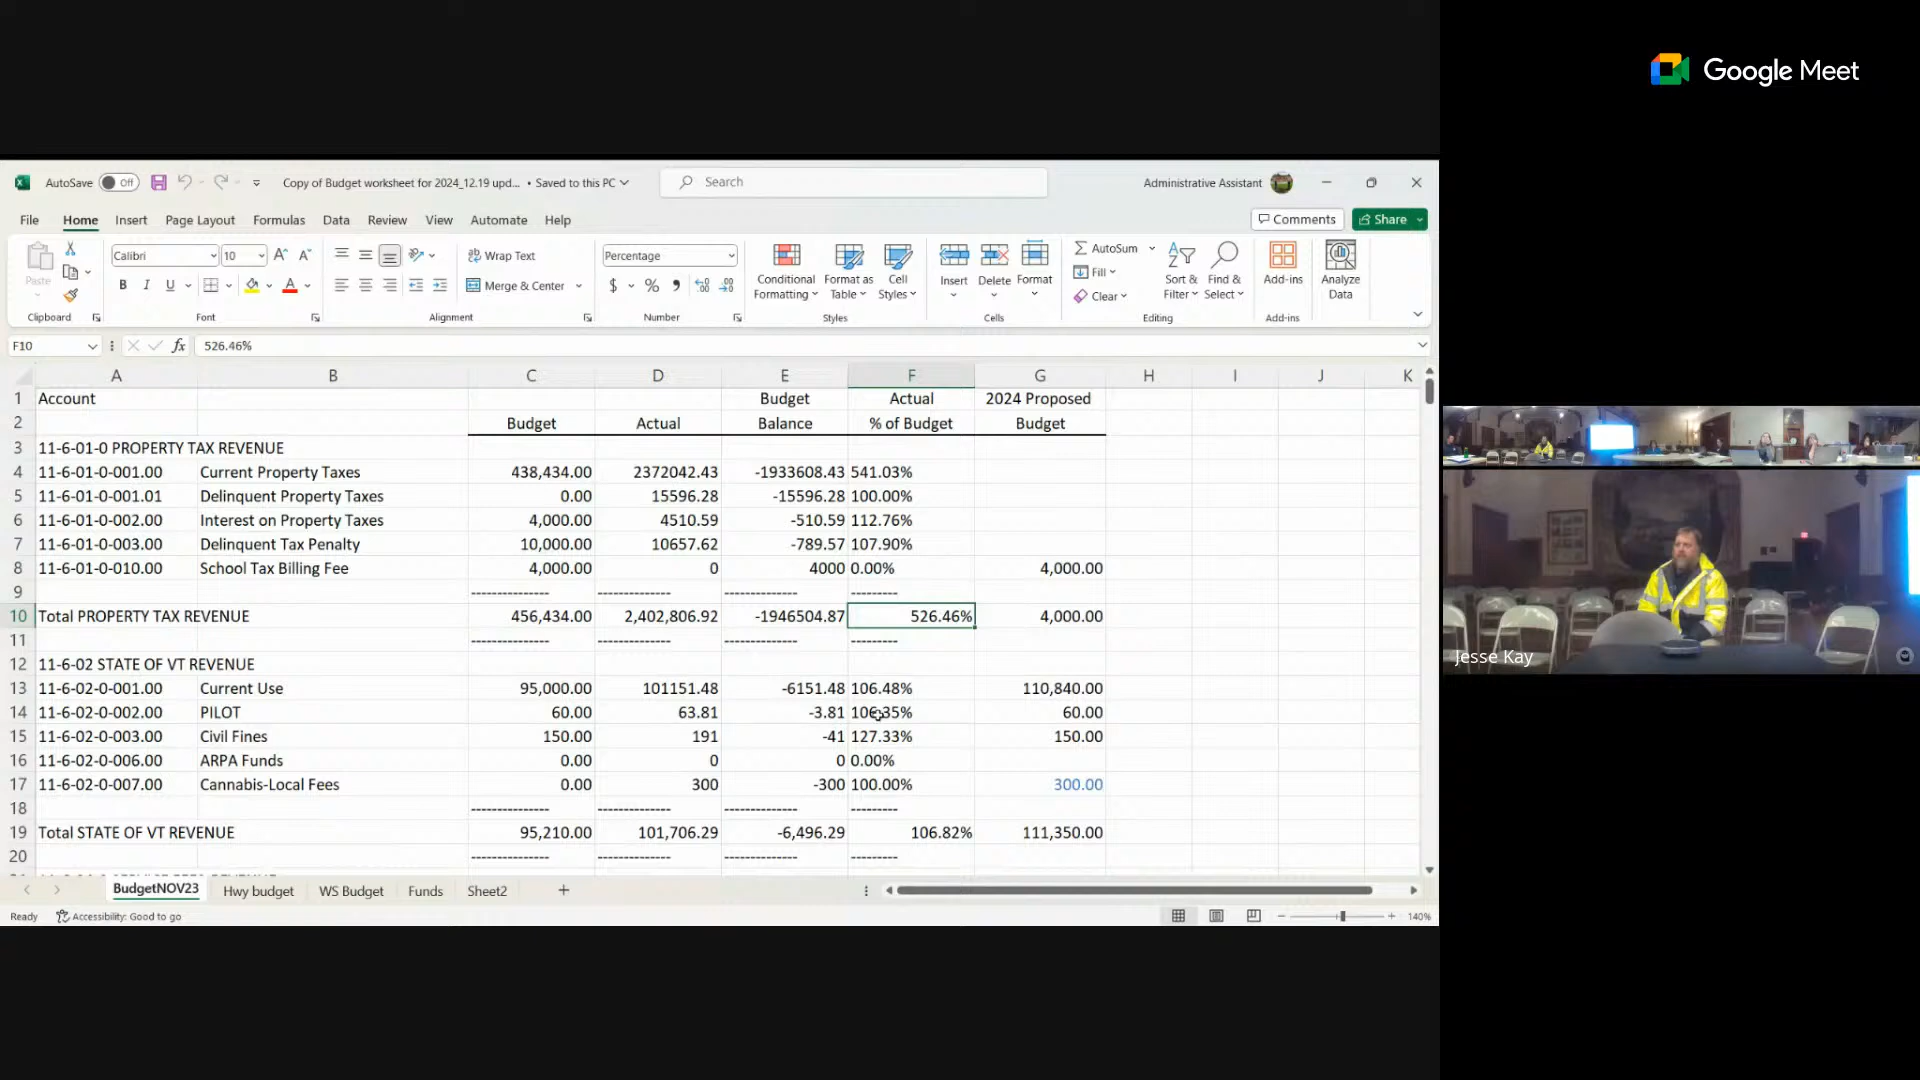 Google Meet
AutoSave Off Copy of Budget worksheet for 2024_12.19 upd... • Saved to this PC Search Administrative Assistant
File Home Insert Page Layout Formulas Data Review View Automate Help Comments Share
Paste Calibri 10 Wrap Text Percentage Conditional Formatting Format as Table Cell Styles Insert Delete Format AutoSum Sort & Filter Find & Select Add-ins Analyze Data
B I U Merge & Center $ % Fill
Clear
Clipboard Font Alignment Number Styles Cells Editing Add-ins
F10 fx 526.46%
A B C D E F G H I J K
1 Account Budget Actual 2024 Proposed
2 Budget Actual Balance % of Budget Budget
3 11-6-01-0 PROPERTY TAX REVENUE
4 11-6-01-0-001.00 Current Property Taxes 438,434.00 2372042.43 -1933608.43 541.03%
5 11-6-01-0-001.01 Delinquent Property Taxes 0.00 15596.28 -15596.28 100.00%
6 11-6-01-0-002.00 Interest on Property Taxes 4,000.00 4510.59 -510.59 112.76%
7 11-6-01-0-003.00 Delinquent Tax Penalty 10,000.00 10657.62 -789.57 107.90%
8 11-6-01-0-010.00 School Tax Billing Fee 4,000.00 0 4000 0.00% 4,000.00
9 --------------- -------------- -------------- ---------
10 Total PROPERTY TAX REVENUE 456,434.00 2,402,806.92 -1946504.87 526.46% 4,000.00
11 --------------- -------------- -------------- ---------
12 11-6-02 STATE OF VT REVENUE
13 11-6-02-0-001.00 Current Use 95,000.00 101151.48 -6151.48 106.48% 110,840.00
14 11-6-02-0-002.00 PILOT 60.00 63.81 -3.81 106.35% 60.00
15 11-6-02-0-003.00 Civil Fines 150.00 191 -41 127.33% 150.00
16 11-6-02-0-006.00 ARPA Funds 0.00 0 0 0.00%
17 11-6-02-0-007.00 Cannabis-Local Fees 0.00 300 -300 100.00% 300.00
18 --------------- -------------- -------------- ---------
19 Total STATE OF VT REVENUE 95,210.00 101,706.29 -6,496.29 106.82% 111,350.00
20 --------------- -------------- -------------- ---------
BudgetNOV23 Hwy budget WS Budget Funds Sheet2
Ready Accessibility: Good to go 140%
Jesse Kay